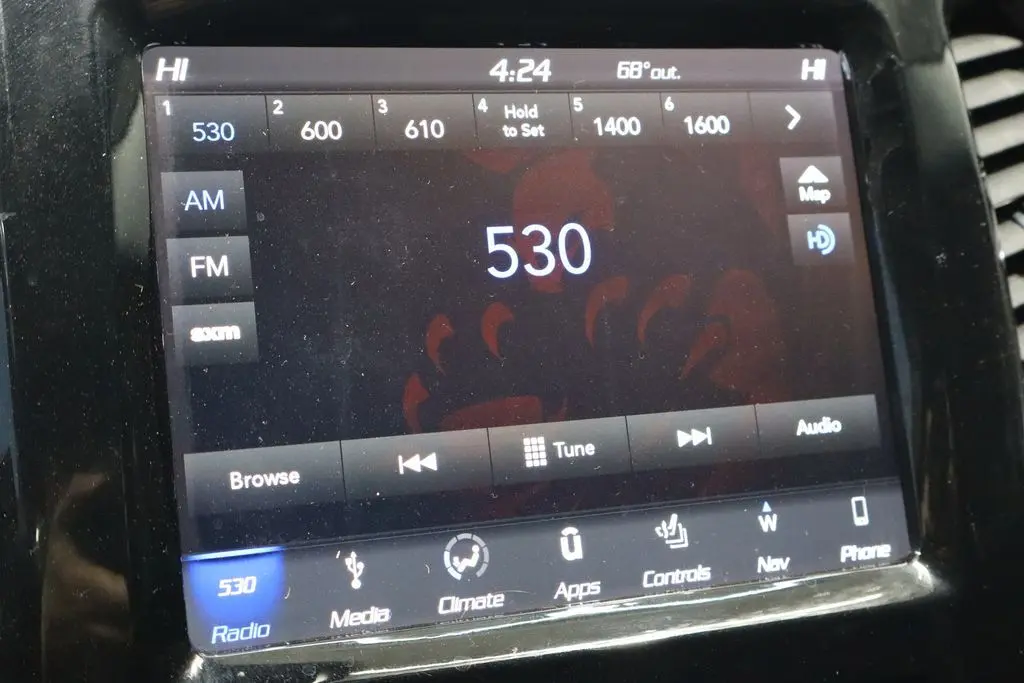 HI 4:24 68°out. HI
1 530 2 600 3 610 4 Hold to Set 5 1400 6 1600
AM
Map
530
HD
FM
sxm
Browse Tune Audio
530 W
Radio Media Climate Apps Controls Nav Phone